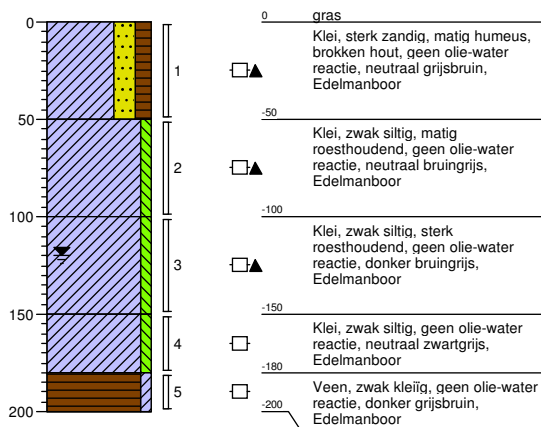 0
50
100
150
200
1
2
3
4
5
0
gras
Klei, sterk zandig, matig humeus,
brokken hout, geen olie-water
reactie, neutraal grijsbruin,
Edelmanboor
-50
Klei, zwak siltig, matig
roesthoudend, geen olie-water
reactie, neutraal bruingrijs,
Edelmanboor
-100
Klei, zwak siltig, sterk
roesthoudend, geen olie-water
reactie, donker bruingrijs,
Edelmanboor
-150
Klei, zwak siltig, geen olie-water
reactie, neutraal zwartgrijs,
Edelmanboor
-180
Veen, zwak kleiïg, geen olie-water
reactie, donker grijsbruin,
Edelmanboor
-200